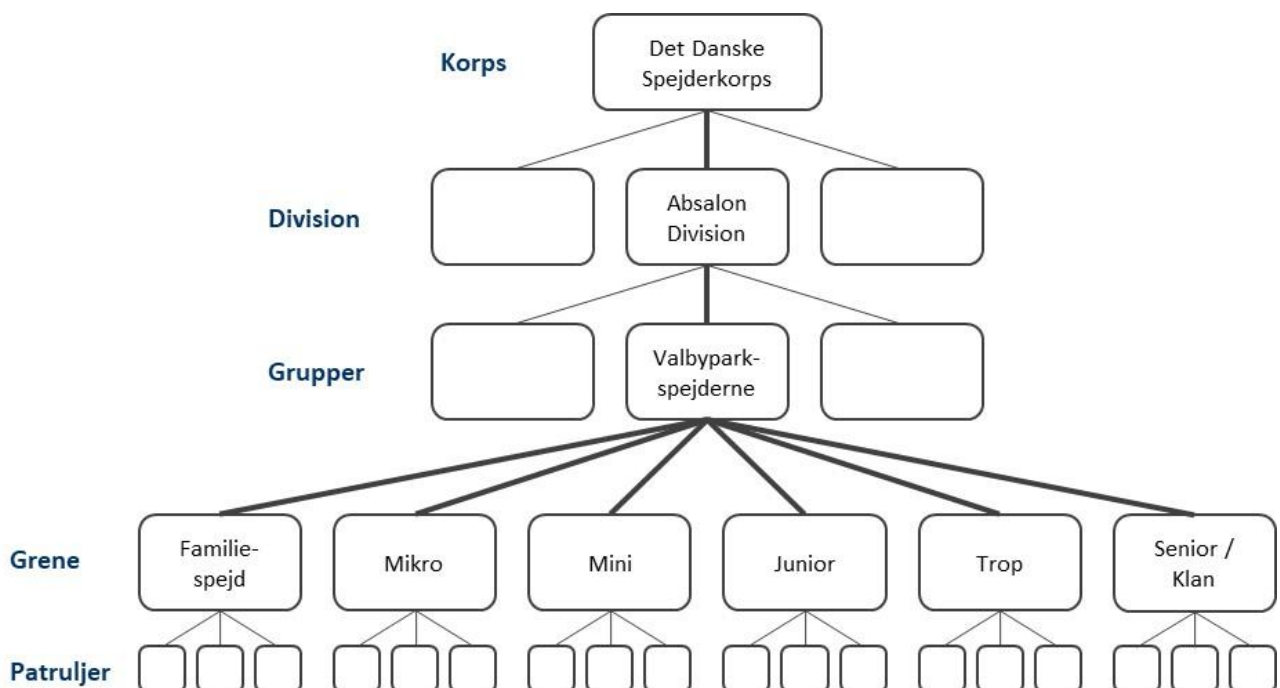 Korps
Det Danske
Spejderkorps
Division
Absalon
Division
Grupper
Valbypark-
spejderne
Grene
Familie-
spejd
Mikro
Mini
Junior
Trop
Senior /
Klan
Patruljer